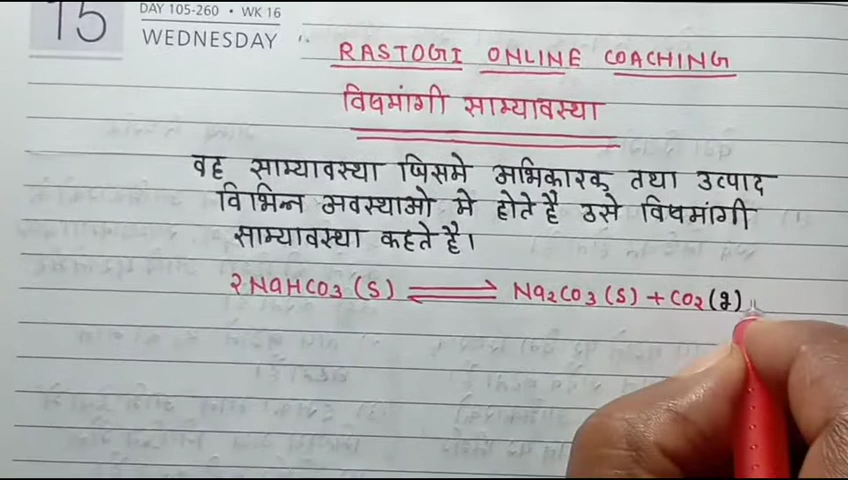 15
DAY 105-260 • WK 16
WEDNESDAY
RASTOGI ONLINE COACHING
विषमांगी साम्यावस्था
वह साम्यावस्था जिसमे अभिकारक तथा उत्पाद
विभिन्न अवस्थाओ मे होते है उसे विषमांगी
साम्यावस्था कहते है।
2NaHCO3 (S) ⇌ Na2CO3 (S) + CO2 (g)